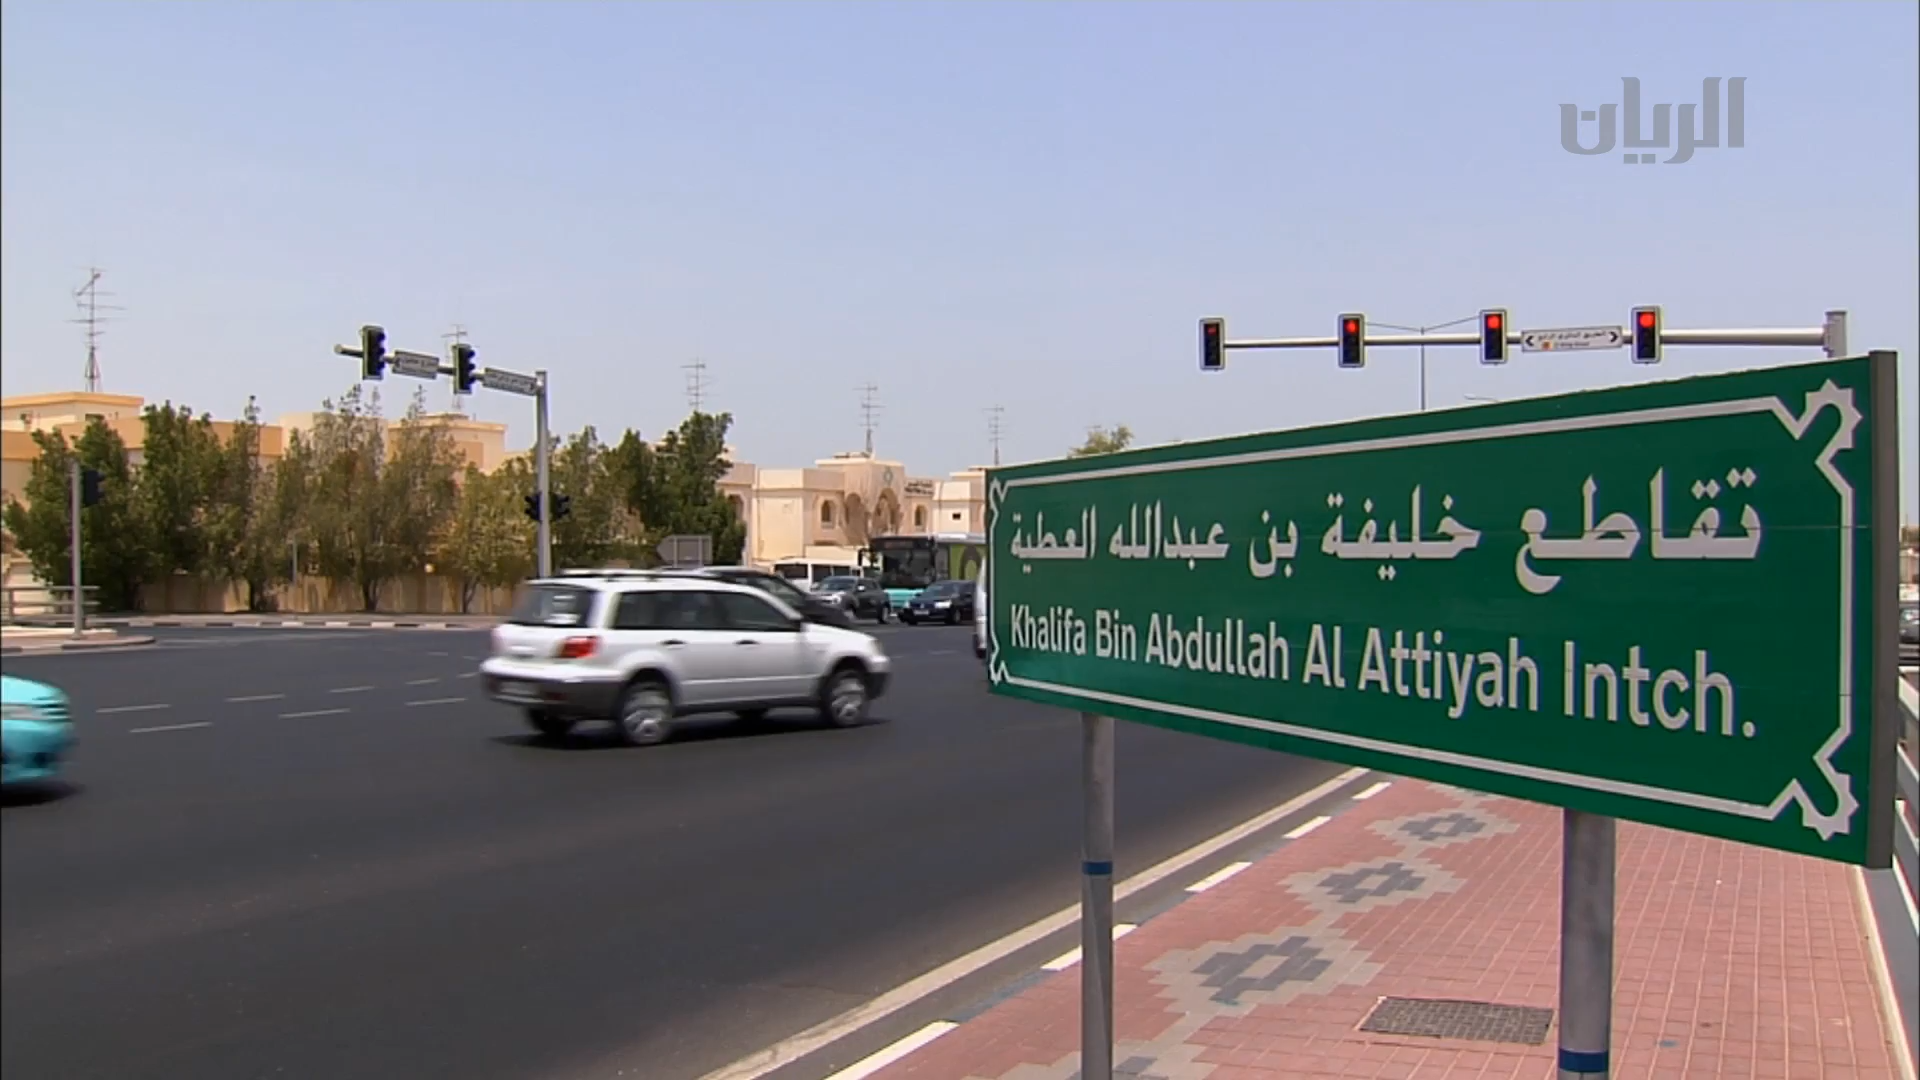 الريان
تقاطع خليفة بن عبدالله العطية
Khalifa Bin Abdullah Al Attiyah Intch.